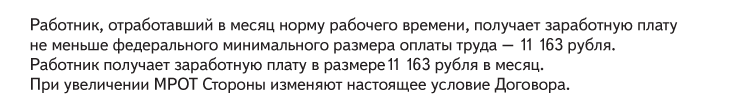 Работник, отработавший в месяц норму рабочего времени, получает заработную плату
не меньше федерального минимального размера оплаты труда — 11 163 рубля.
Работник получает заработную плату в размере 11 163 рубля в месяц.
При увеличении МРОТ Стороны изменяют настоящее условие Договора.